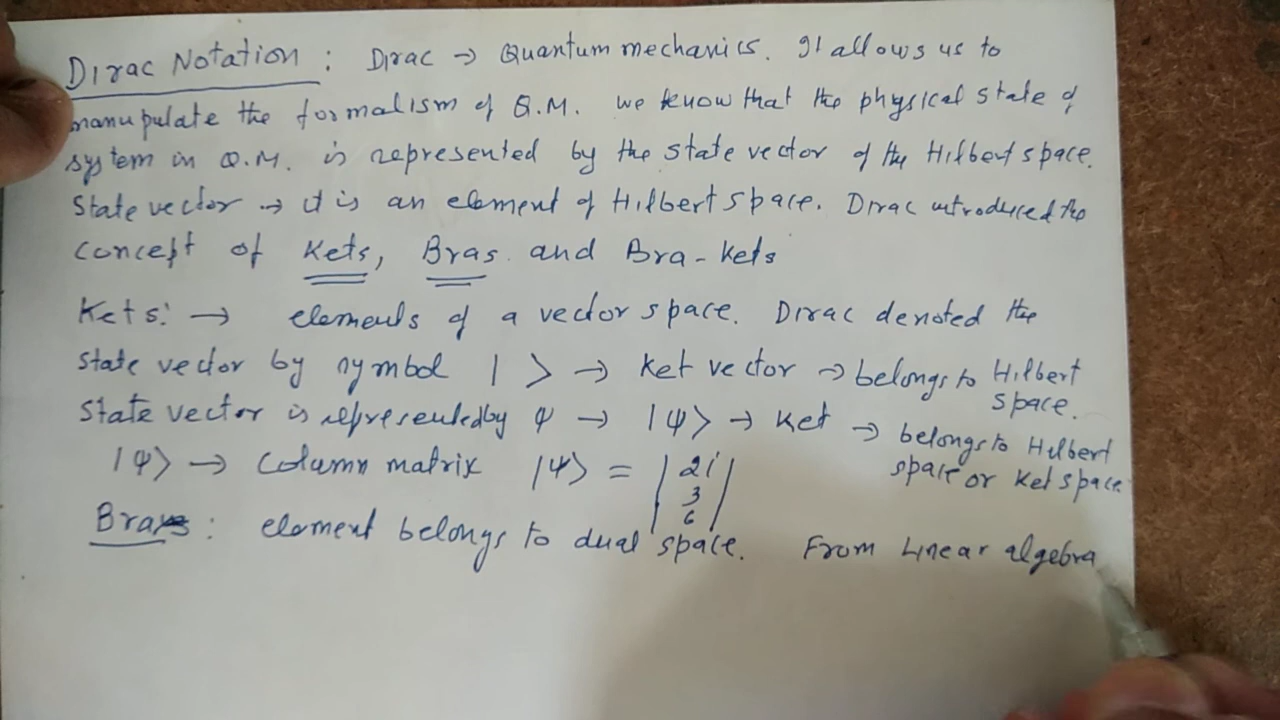 Dirac Notation : Dirac → Quantum mechanics. It allows us to
manupulate the formalism of Q.M. we know that the physical state of
system in Q.M. is represented by the state vector of the Hilbert space.
State vector → it is an element of Hilbert space. Dirac introduced the
concept of Kets, Bras and Bra-kets
Kets: → elements of a vector space. Dirac denoted the
state vector by symbol | > → ket vector → belongs to Hilbert space.
State vector is represented by ψ → |ψ> → ket → belongs to Hilbert space or Ket space
|ψ> → column matrix |ψ> = | 2i 3 6 |
Bras: element belongs to dual space. From Linear algebra